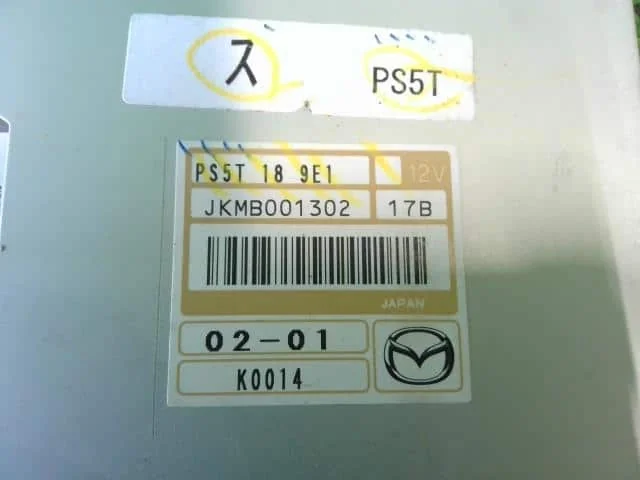 ス PS5T
PS5T 18 9E1 12V
JKMB001302 17B
JAPAN
02-01
K0014